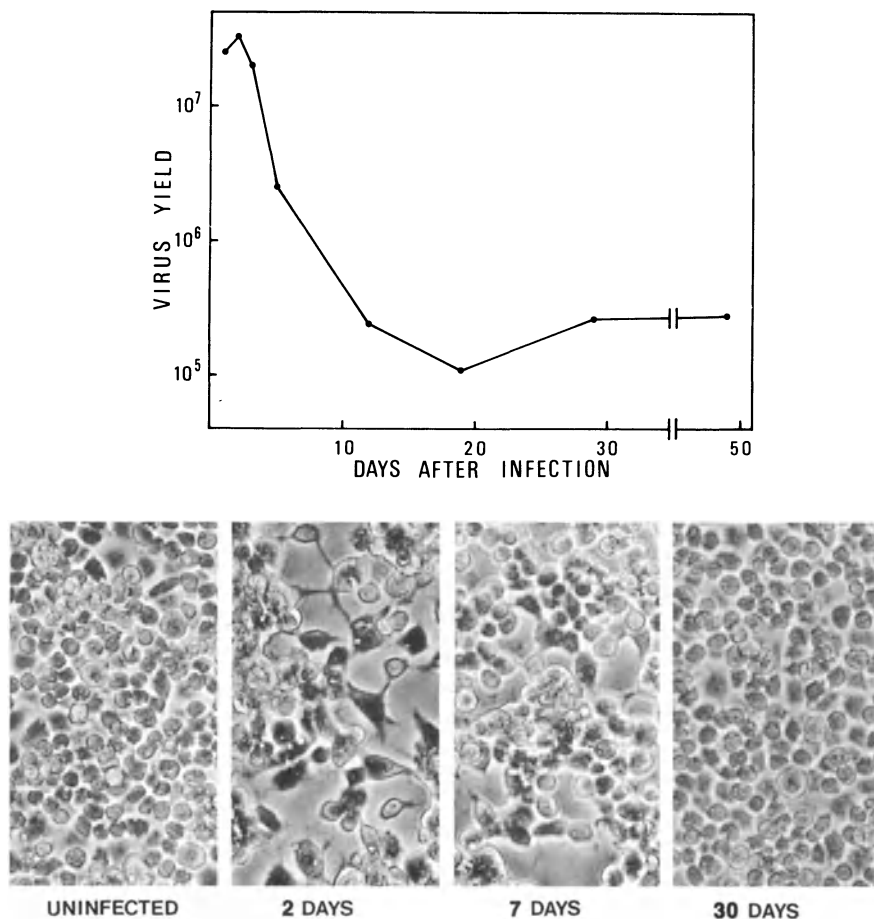 VIRUS YIELD
10⁷
10⁶
10⁵
10 20 30 50
DAYS AFTER INFECTION
UNINFECTED 2 DAYS 7 DAYS 30 DAYS